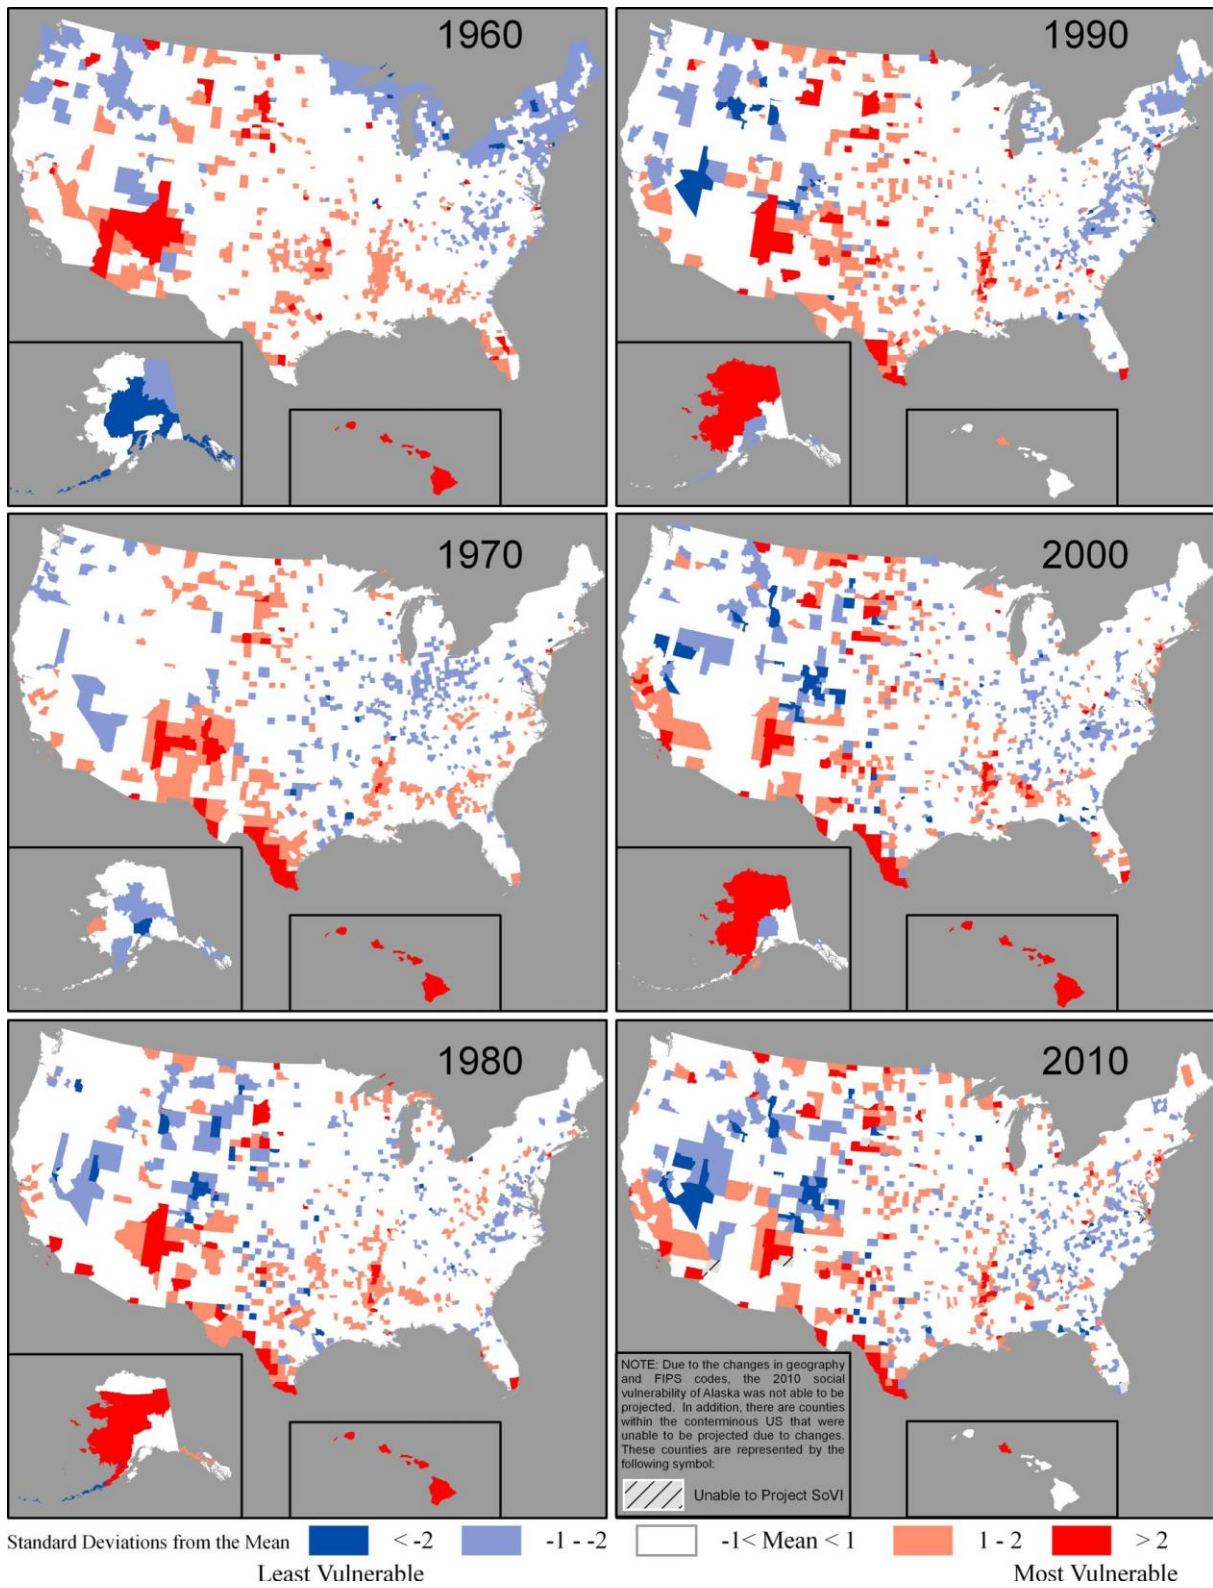 1960
1990
1970
2000
1980
2010
NOTE: Due to the changes in geography
and FIPS codes, the 2010 social
vulnerability of Alaska was not able to be
projected. In addition, there are counties
within the conterminous US that were
unable to be projected due to changes.
These counties are represented by the
following symbol:
Unable to Project SoVI
Standard Deviations from the Mean < -2 -1 - -2 -1< Mean < 1 1 - 2 > 2
Least Vulnerable Most Vulnerable